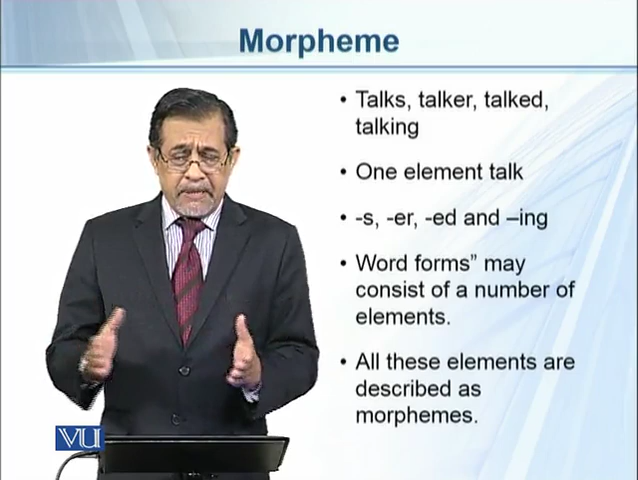 Morpheme
• Talks, talker, talked,
talking
• One element talk
• -s, -er, -ed and –ing
• Word forms” may
consist of a number of
elements.
• All these elements are
described as
morphemes.
VU